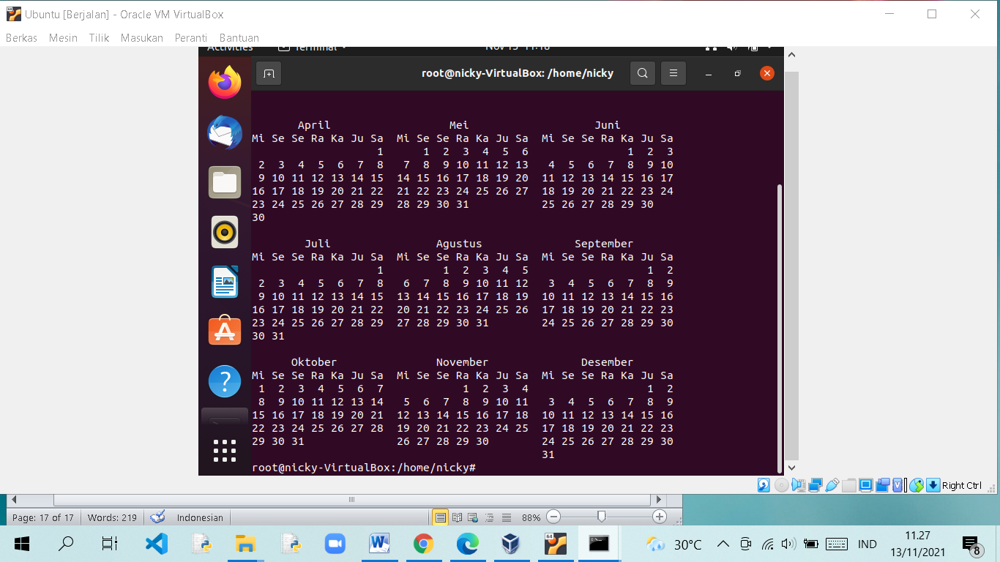 Ubuntu [Berjalan] - Oracle VM VirtualBox
Berkas Mesin Tilik Masukan Peranti Bantuan
Activities Terminal Nov 13 11:18
root@nicky-VirtualBox: /home/nicky
April Mei Juni
Mi Se Se Ra Ka Ju Sa Mi Se Se Ra Ka Ju Sa Mi Se Se Ra Ka Ju Sa
1 1 2 3 4 5 6 1 2 3
2 3 4 5 6 7 8 7 8 9 10 11 12 13 4 5 6 7 8 9 10
9 10 11 12 13 14 15 14 15 16 17 18 19 20 11 12 13 14 15 16 17
16 17 18 19 20 21 22 21 22 23 24 25 26 27 18 19 20 21 22 23 24
23 24 25 26 27 28 29 28 29 30 31 25 26 27 28 29 30
30
Juli Agustus September
Mi Se Se Ra Ka Ju Sa Mi Se Se Ra Ka Ju Sa Mi Se Se Ra Ka Ju Sa
1 1 2 3 4 5 1 2
2 3 4 5 6 7 8 6 7 8 9 10 11 12 3 4 5 6 7 8 9
9 10 11 12 13 14 15 13 14 15 16 17 18 19 10 11 12 13 14 15 16
16 17 18 19 20 21 22 20 21 22 23 24 25 26 17 18 19 20 21 22 23
23 24 25 26 27 28 29 27 28 29 30 31 24 25 26 27 28 29 30
30 31
Oktober November Desember
Mi Se Se Ra Ka Ju Sa Mi Se Se Ra Ka Ju Sa Mi Se Se Ra Ka Ju Sa
1 2 3 4 5 6 7 1 2 3 4 1 2
8 9 10 11 12 13 14 5 6 7 8 9 10 11 3 4 5 6 7 8 9
15 16 17 18 19 20 21 12 13 14 15 16 17 18 10 11 12 13 14 15 16
22 23 24 25 26 27 28 19 20 21 22 23 24 25 17 18 19 20 21 22 23
29 30 31 26 27 28 29 30 24 25 26 27 28 29 30
31
root@nicky-VirtualBox:/home/nicky#
Right Ctrl
Page: 17 of 17 Words: 219 Indonesian 88%
30°C IND 11.27
13/11/2021 8